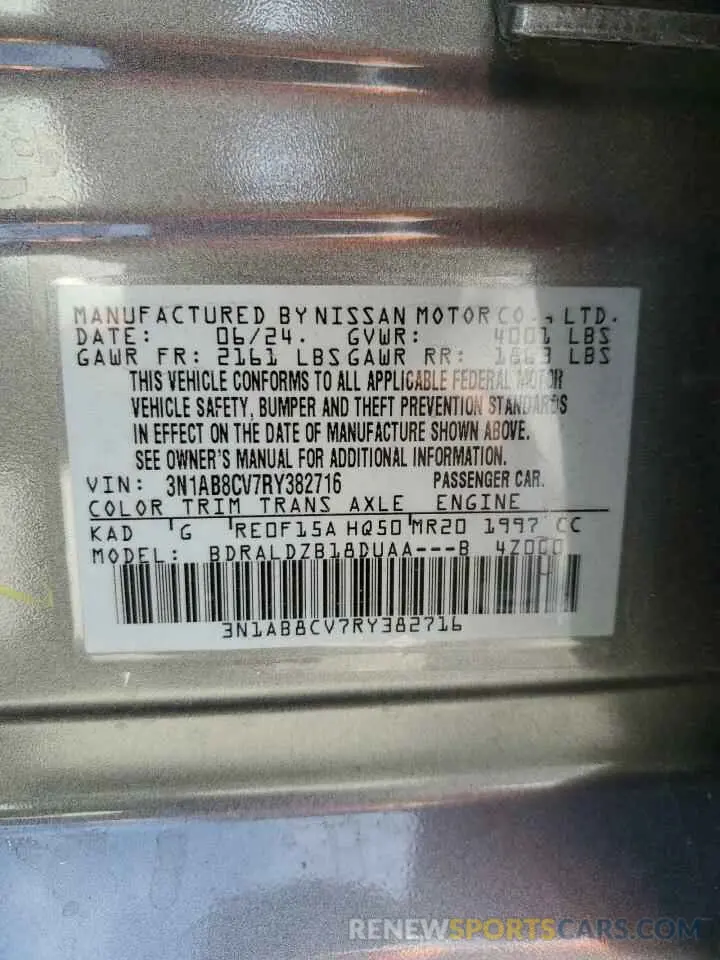 MANUFACTURED BY NISSAN MOTOR CO., LTD.
DATE: 06/24. GVWR: 4001 LBS
GAWR FR: 2161 LBS GAWR RR: 1863 LBS
THIS VEHICLE CONFORMS TO ALL APPLICABLE FEDERAL MOTOR
VEHICLE SAFETY, BUMPER AND THEFT PREVENTION STANDARDS
IN EFFECT ON THE DATE OF MANUFACTURE SHOWN ABOVE.
SEE OWNER'S MANUAL FOR ADDITIONAL INFORMATION.
VIN: 3N1AB8CV7RY382716 PASSENGER CAR.
COLOR TRIM TRANS AXLE ENGINE
KAD G RE0F15A HQ50 MR20 1997 CC
MODEL: BDRALDZB18DUAA---B 4Z000
4
3N1AB8CV7RY382716
RENEWSPORTSCARS.COM